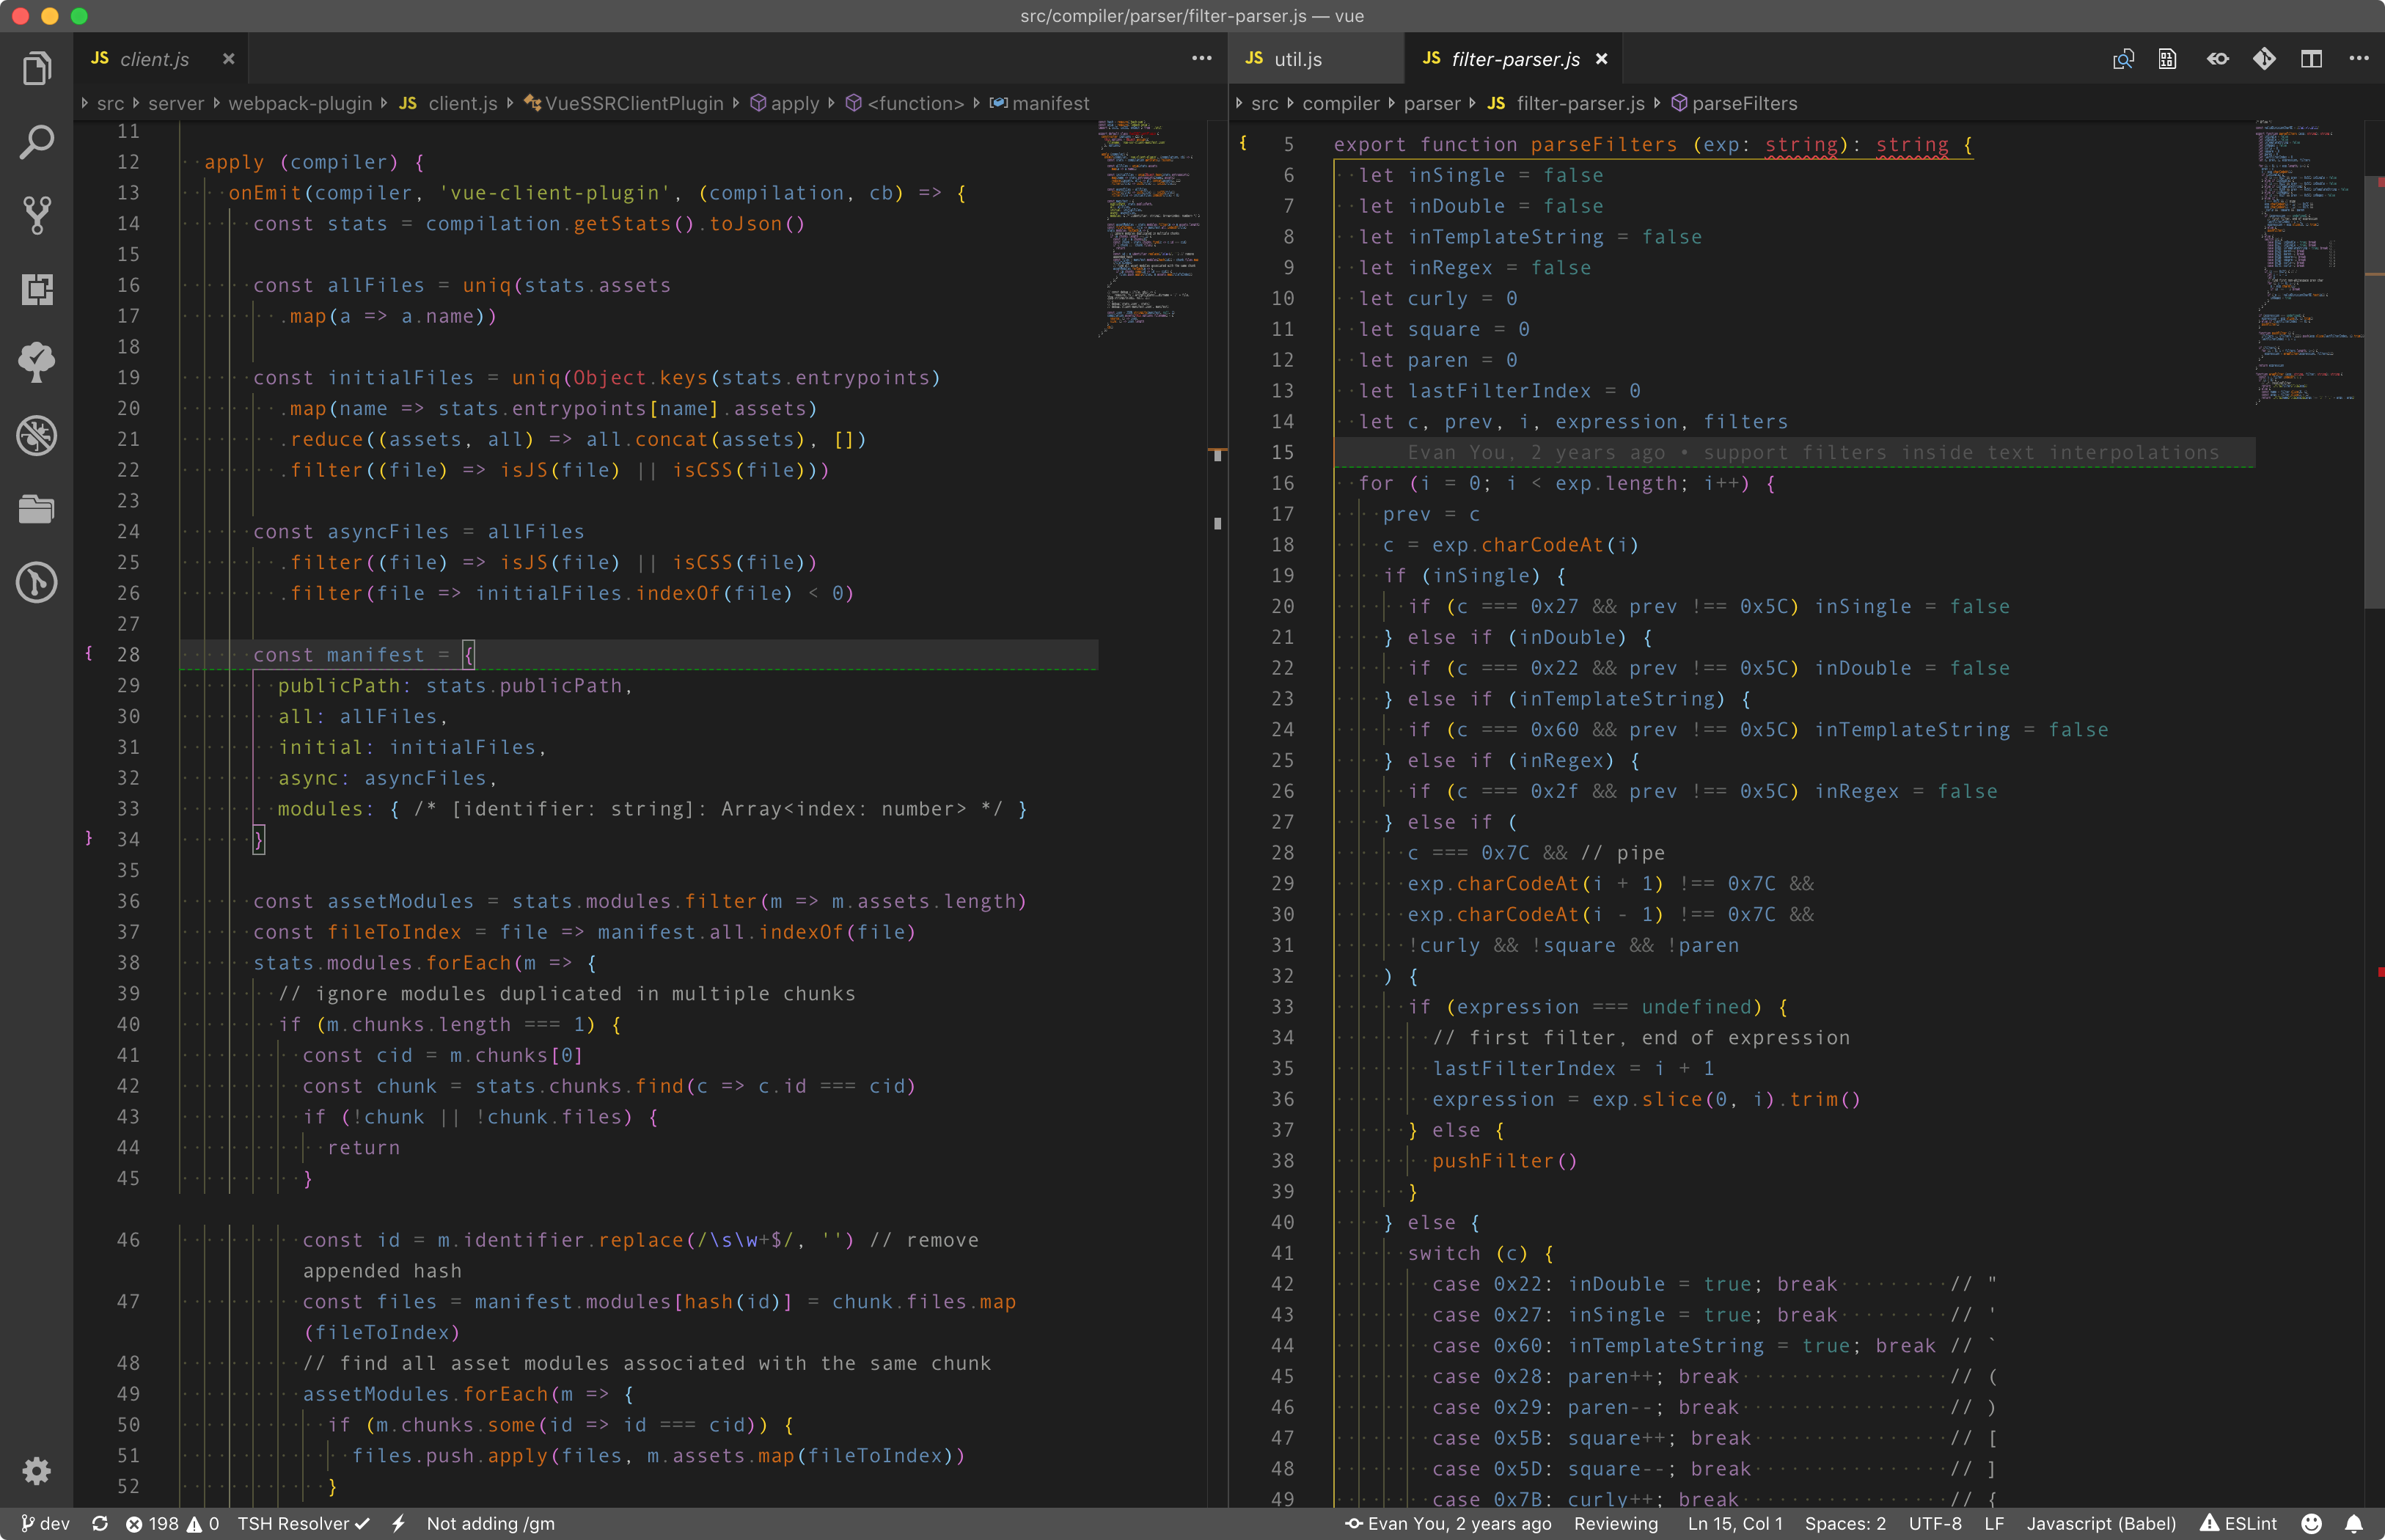 src/compiler/parser/filter-parser.js — vue
JS client.js ×
src server webpack-plugin JS client.js VueSSRClientPlugin apply <function> manifest
11
12 apply (compiler) {
13 onEmit(compiler, 'vue-client-plugin', (compilation, cb) => {
14 const stats = compilation.getStats().toJson()
15
16 const allFiles = uniq(stats.assets
17 .map(a => a.name))
18
19 const initialFiles = uniq(Object.keys(stats.entrypoints)
20 .map(name => stats.entrypoints[name].assets)
21 .reduce((assets, all) => all.concat(assets), [])
22 .filter((file) => isJS(file) || isCSS(file)))
23
24 const asyncFiles = allFiles
25 .filter((file) => isJS(file) || isCSS(file))
26 .filter(file => initialFiles.indexOf(file) < 0)
27
{ 28 const manifest = {
29 publicPath: stats.publicPath,
30 all: allFiles,
31 initial: initialFiles,
32 async: asyncFiles,
33 modules: { /* [identifier: string]: Array<index: number> */ }
} 34 }
35
36 const assetModules = stats.modules.filter(m => m.assets.length)
37 const fileToIndex = file => manifest.all.indexOf(file)
38 stats.modules.forEach(m => {
39 // ignore modules duplicated in multiple chunks
40 if (m.chunks.length === 1) {
41 const cid = m.chunks[0]
42 const chunk = stats.chunks.find(c => c.id === cid)
43 if (!chunk || !chunk.files) {
44 return
45 }
46 const id = m.identifier.replace(/\s\w+$/, '') // remove
appended hash
47 const files = manifest.modules[hash(id)] = chunk.files.map
(fileToIndex)
48 // find all asset modules associated with the same chunk
49 assetModules.forEach(m => {
50 if (m.chunks.some(id => id === cid)) {
51 files.push.apply(files, m.assets.map(fileToIndex))
52 }
JS util.js JS filter-parser.js ×
src compiler parser JS filter-parser.js parseFilters
{ 5 export function parseFilters (exp: string): string {
6 let inSingle = false
7 let inDouble = false
8 let inTemplateString = false
9 let inRegex = false
10 let curly = 0
11 let square = 0
12 let paren = 0
13 let lastFilterIndex = 0
14 let c, prev, i, expression, filters
15 Evan You, 2 years ago • support filters inside text interpolations
16 for (i = 0; i < exp.length; i++) {
17 prev = c
18 c = exp.charCodeAt(i)
19 if (inSingle) {
20 if (c === 0x27 && prev !== 0x5C) inSingle = false
21 } else if (inDouble) {
22 if (c === 0x22 && prev !== 0x5C) inDouble = false
23 } else if (inTemplateString) {
24 if (c === 0x60 && prev !== 0x5C) inTemplateString = false
25 } else if (inRegex) {
26 if (c === 0x2f && prev !== 0x5C) inRegex = false
27 } else if (
28 c === 0x7C && // pipe
29 exp.charCodeAt(i + 1) !== 0x7C &&
30 exp.charCodeAt(i - 1) !== 0x7C &&
31 !curly && !square && !paren
32 ) {
33 if (expression === undefined) {
34 // first filter, end of expression
35 lastFilterIndex = i + 1
36 expression = exp.slice(0, i).trim()
37 } else {
38 pushFilter()
39 }
40 } else {
41 switch (c) {
42 case 0x22: inDouble = true; break // "
43 case 0x27: inSingle = true; break // '
44 case 0x60: inTemplateString = true; break // `
45 case 0x28: paren++; break // (
46 case 0x29: paren--; break // )
47 case 0x5B: square++; break // [
48 case 0x5D: square--; break // ]
49 case 0x7B: curly++; break // {
dev 198 0 TSH Resolver Not adding /gm Evan You, 2 years ago Reviewing Ln 15, Col 1 Spaces: 2 UTF-8 LF Javascript (Babel) ESLint